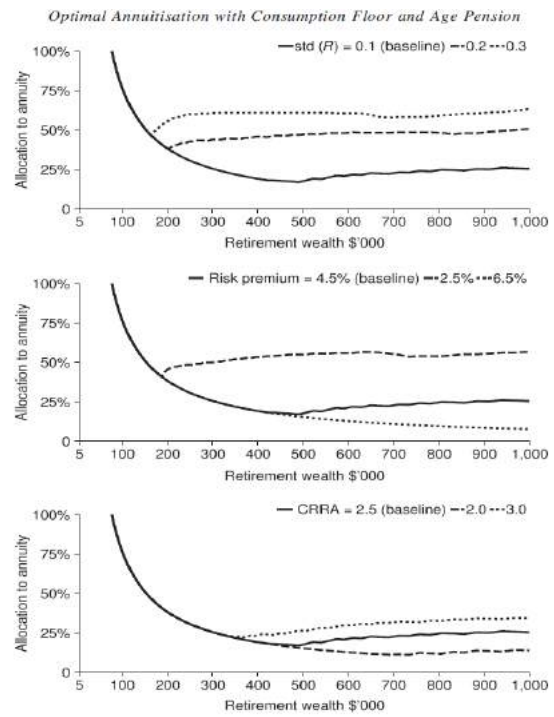 Optimal Annuitisation with Consumption Floor and Age Pension
std (R) = 0.1 (baseline) 0.2 0.3
Allocation to annuity
100%
75%
50%
25%
0
5 100 200 300 400 500 600 700 800 900 1,000
Retirement wealth $'000
Risk premium = 4.5% (baseline) 2.5% 6.5%
Allocation to annuity
100%
75%
50%
25%
0
5 100 200 300 400 500 600 700 800 900 1,000
Retirement wealth $'000
CRRA = 2.5 (baseline) 2.0 3.0
Allocation to annuity
100%
75%
50%
25%
0
5 100 200 300 400 500 600 700 800 900 1,000
Retirement wealth $'000